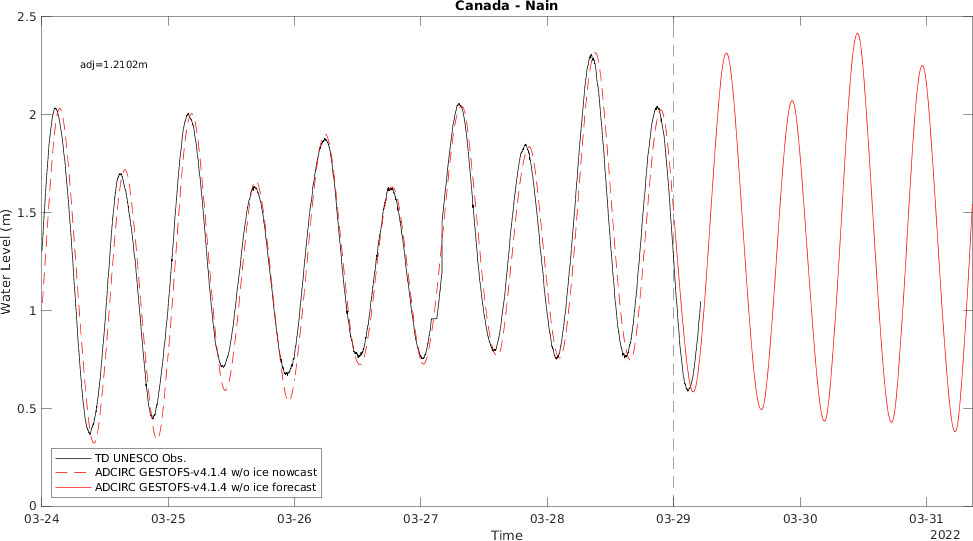 Canada - Nain
2.5
adj=1.2102m
2
1.5
Water Level (m)
1
0.5
TD UNESCO Obs.
ADCIRC GESTOFS-v4.1.4 w/o ice nowcast
ADCIRC GESTOFS-v4.1.4 w/o ice forecast
0
03-24 03-25 03-26 03-27 03-28 03-29 03-30 03-31
Time
2022